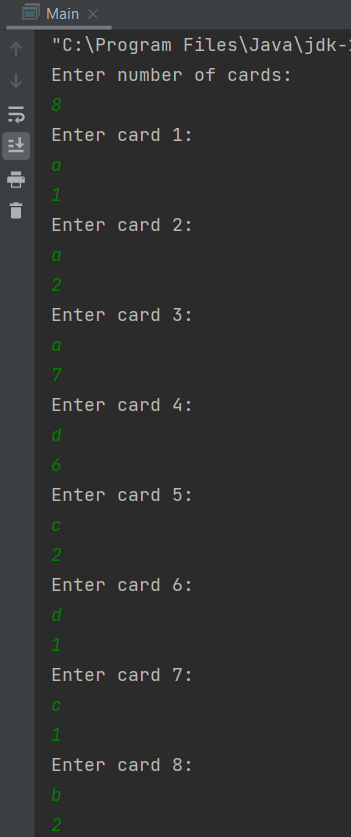 Main
"C:\Program Files\Java\jdk-
Enter number of cards:
8
Enter card 1:
a
1
Enter card 2:
a
2
Enter card 3:
a
7
Enter card 4:
d
6
Enter card 5:
c
2
Enter card 6:
d
1
Enter card 7:
c
1
Enter card 8:
b
2